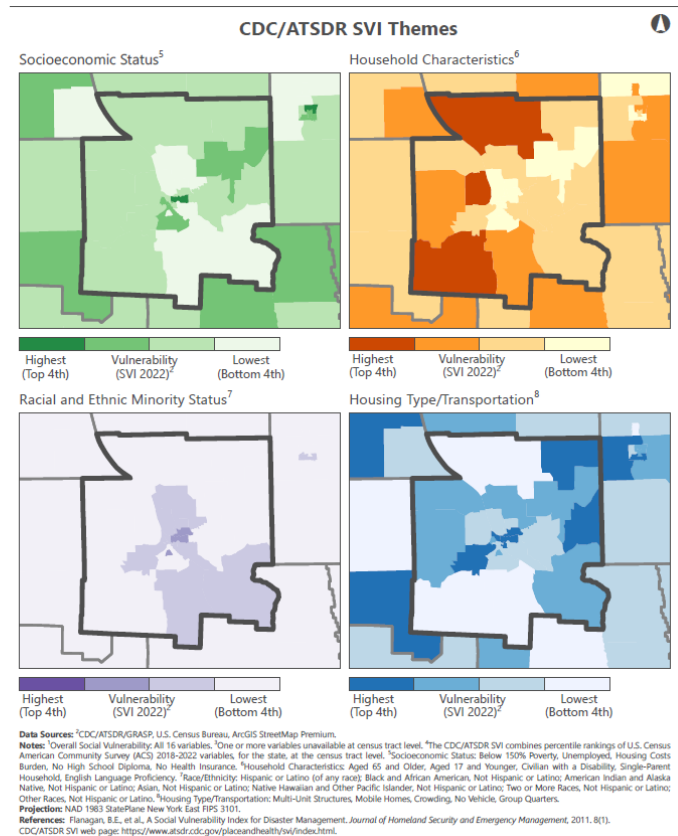 CDC/ATSDR SVI Themes
Socioeconomic Status⁵
Household Characteristics⁶
Highest
(Top 4th)
Vulnerability
(SVI 2022)²
Lowest
(Bottom 4th)
Highest
(Top 4th)
Vulnerability
(SVI 2022)²
Lowest
(Bottom 4th)
Racial and Ethnic Minority Status⁷
Housing Type/Transportation⁸
Highest
(Top 4th)
Vulnerability
(SVI 2022)²
Lowest
(Bottom 4th)
Highest
(Top 4th)
Vulnerability
(SVI 2022)²
Lowest
(Bottom 4th)
Data Sources: ²CDC/ATSDR/GRASP, U.S. Census Bureau, ArcGIS StreetMap Premium.
Notes: ¹Overall Social Vulnerability: All 16 variables. ³One or more variables unavailable at census tract level. ⁴The CDC/ATSDR SVI combines percentile rankings of U.S. Census
American Community Survey (ACS) 2018-2022 variables, for the state, at the census tract level. ⁵Socioeconomic Status: Below 150% Poverty, Unemployed, Housing Costs
Burden, No High School Diploma, No Health Insurance. ⁶Household Characteristics: Aged 65 and Older, Aged 17 and Younger, Civilian with a Disability, Single-Parent
Household, English Language Proficiency. ⁷Race/Ethnicity: Hispanic or Latino (of any race); Black and African American, Not Hispanic or Latino; American Indian and Alaska
Native, Not Hispanic or Latino; Asian, Not Hispanic or Latino; Native Hawaiian and Other Pacific Islander, Not Hispanic or Latino; Two or More Races, Not Hispanic or Latino;
Other Races, Not Hispanic or Latino. ⁸Housing Type/Transportation: Multi-Unit Structures, Mobile Homes, Crowding, No Vehicle, Group Quarters.
Projection: NAD 1983 StatePlane New York East FIPS 3101.
References: Flanagan, B.E., et al., A Social Vulnerability Index for Disaster Management. Journal of Homeland Security and Emergency Management, 2011. 8(1).
CDC/ATSDR SVI web page: https://www.atsdr.cdc.gov/placeandhealth/svi/index.html.